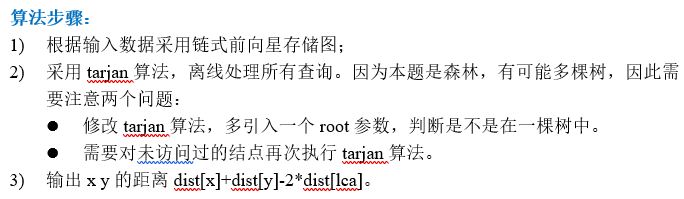 算法步骤：
1) 根据输入数据采用链式前向星存储图；
2) 采用 tarjan 算法，离线处理所有查询。因为本题是森林，有可能多棵树，因此需
要注意两个问题：
● 修改 tarjan 算法，多引入一个 root 参数，判断是不是在一棵树中。
● 需要对未访问过的结点再次执行 tarjan 算法。
3) 输出 x y 的距离 dist[x]+dist[y]-2*dist[lca]。